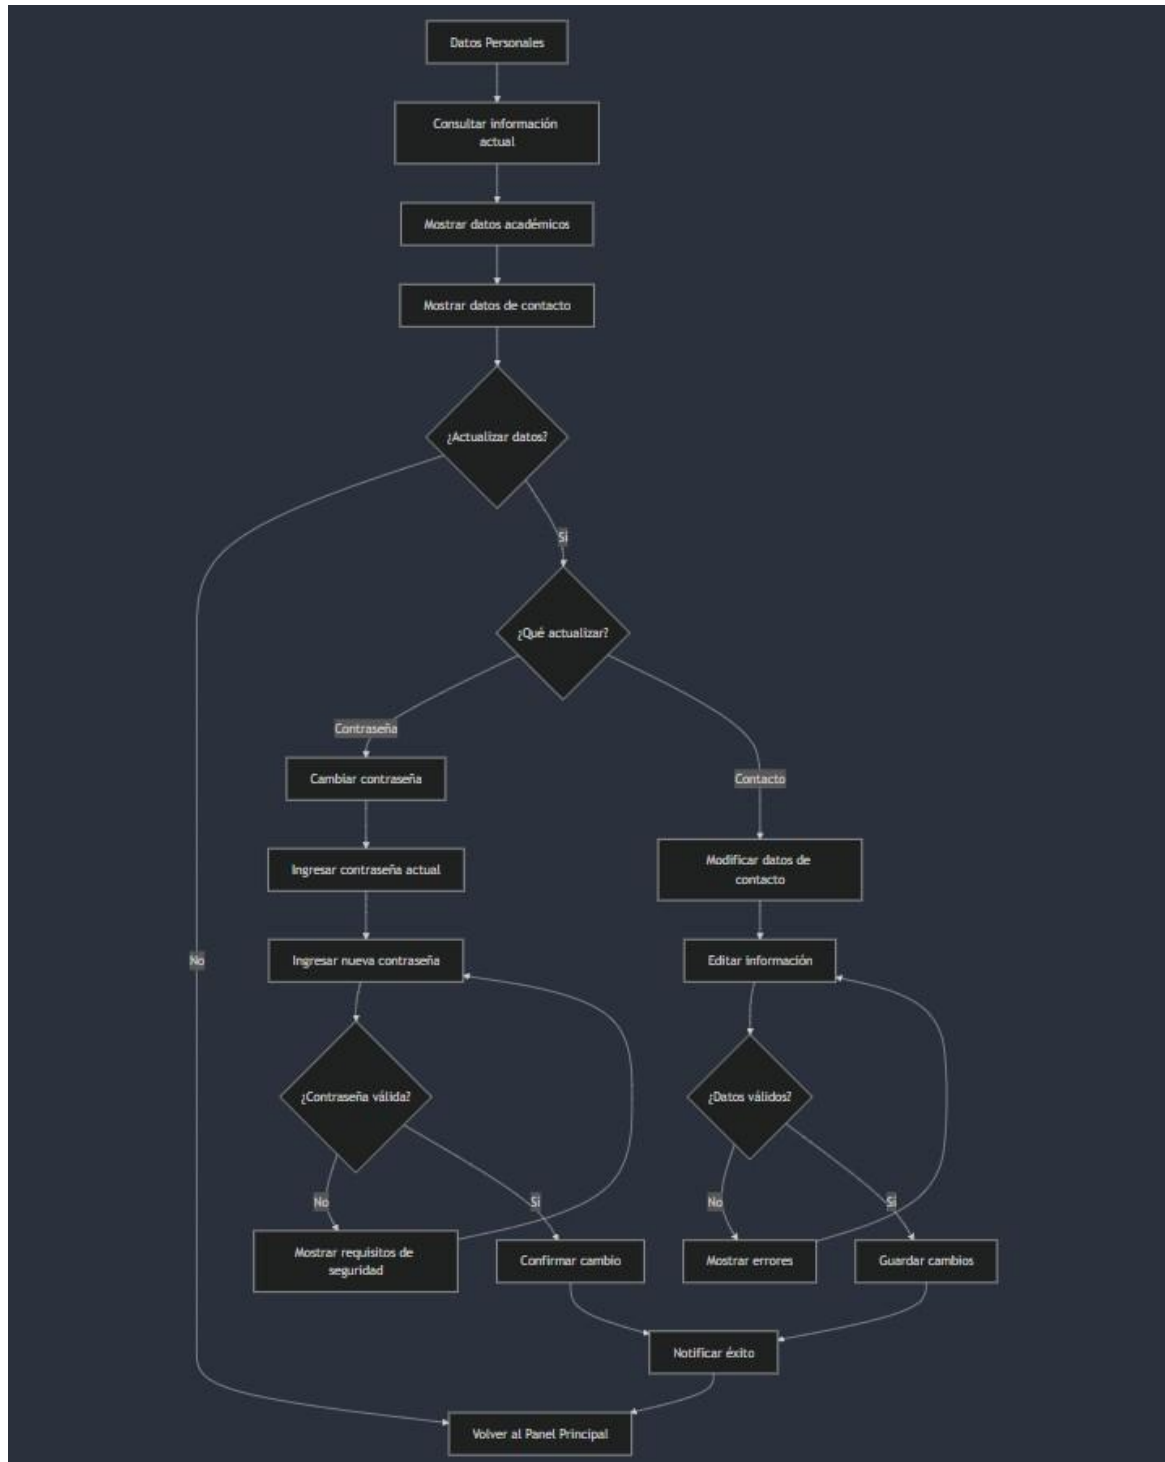 Datos Personales
Consultar información
actual
Mostrar datos académicos
Mostrar datos de contacto
¿Actualizar datos?
Sí
¿Qué actualizar?
Contraseña
Contacto
Cambiar contraseña
Modificar datos de
contacto
Ingresar contraseña actual
Ingresar nueva contraseña
Editar información
No
¿Contraseña válida?
¿Datos válidos?
No
Sí
No
Sí
Mostrar requisitos de
seguridad
Confirmar cambio
Mostrar errores
Guardar cambios
Notificar éxito
Volver al Panel Principal